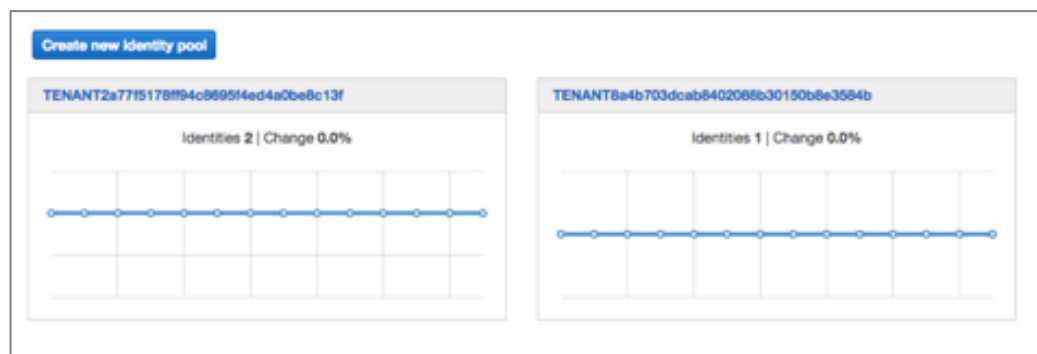 Create new identity pool
TENANT2a77f5178ff94c8695f4ed4a0be8c13f
Identities 2 | Change 0.0%
TENANT8a4b703dcab8402088b30150b8e3584b
Identities 1 | Change 0.0%